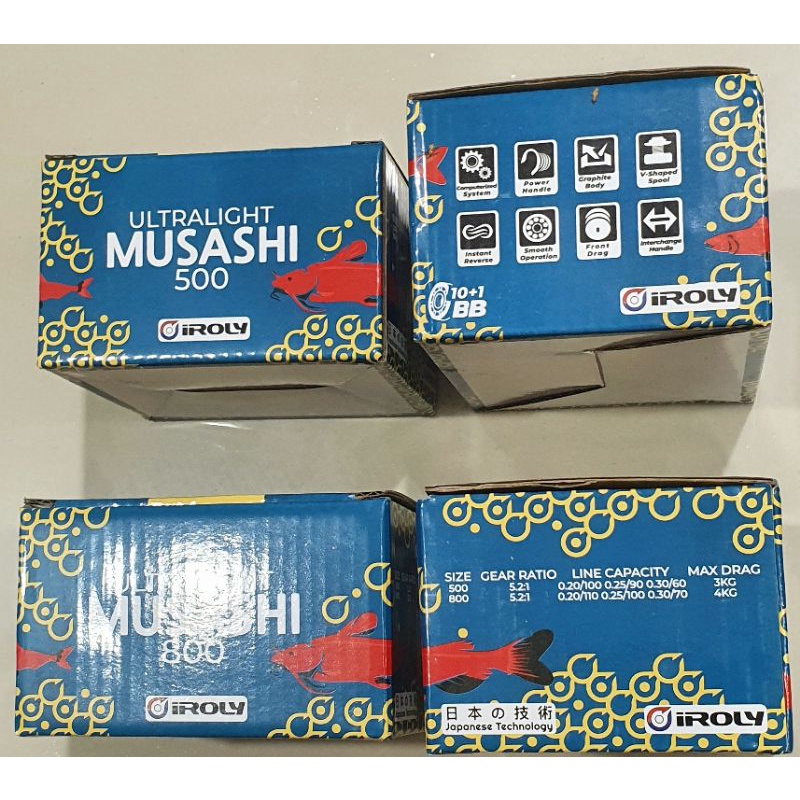 ULTRALIGHT
MUSASHI
500
iROLY
Computerized
System
Power
Handle
Graphite
Body
V-Shaped
Spool
Instant
Reverse
Smooth
Operation
Front
Drag
Interchange
Handle
10+1
BB
iROLY
ULTRALIGHT
MUSASHI
800
iROLY
SIZE GEAR RATIO LINE CAPACITY MAX DRAG
500 5.2:1 0.20/100 0.25/90 0.30/60 3KG
800 5.2:1 0.20/110 0.25/100 0.30/70 4KG
日本の技術
Japanese Technology
iROLY